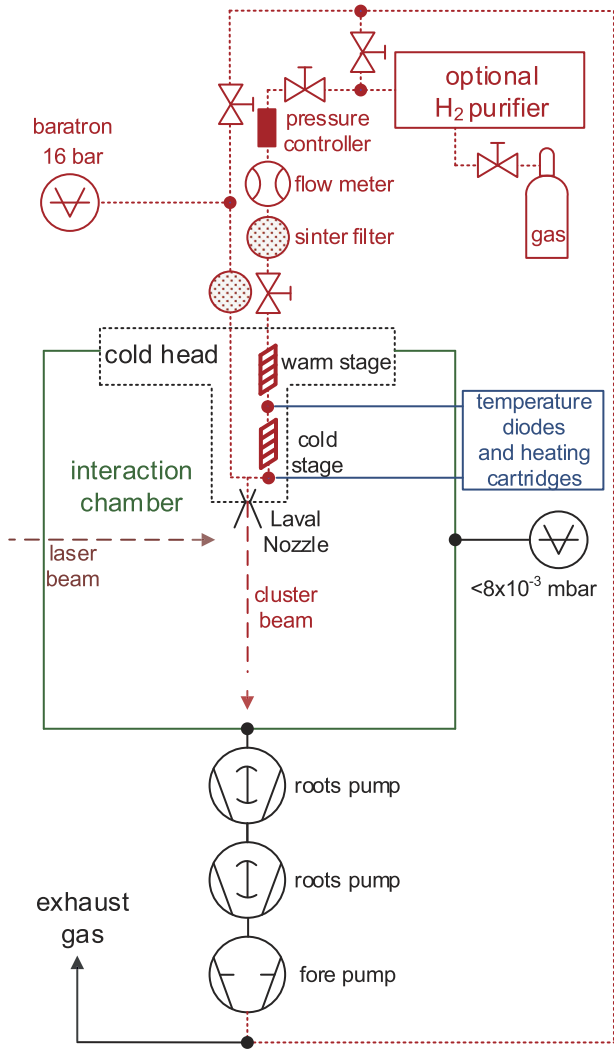 optional
H2 purifier
baratron
16 bar
pressure
controller
flow meter
sinter filter
gas
cold head
warm stage
cold
stage
temperature
diodes
and heating
cartridges
interaction
chamber
Laval
Nozzle
laser
beam
cluster
beam
<8x10-3 mbar
roots pump
roots pump
exhaust
gas
fore pump